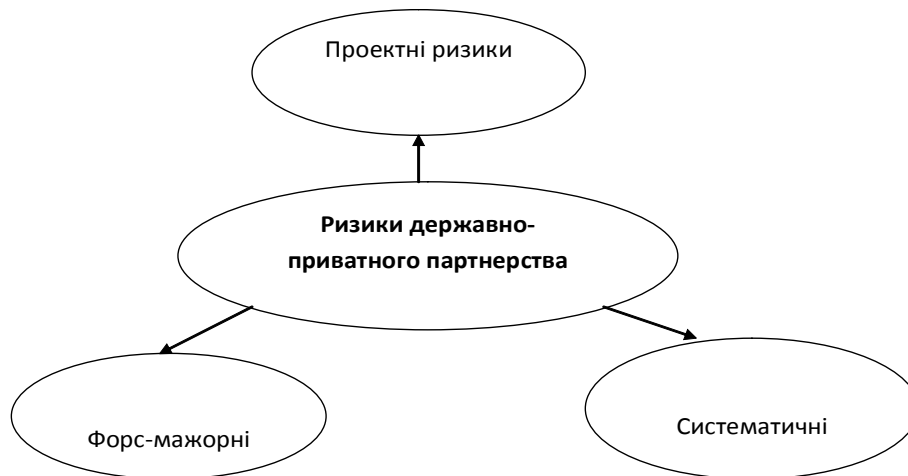 Проектні ризики
Ризики державно-
приватного партнерства
Форс-мажорні
Систематичні